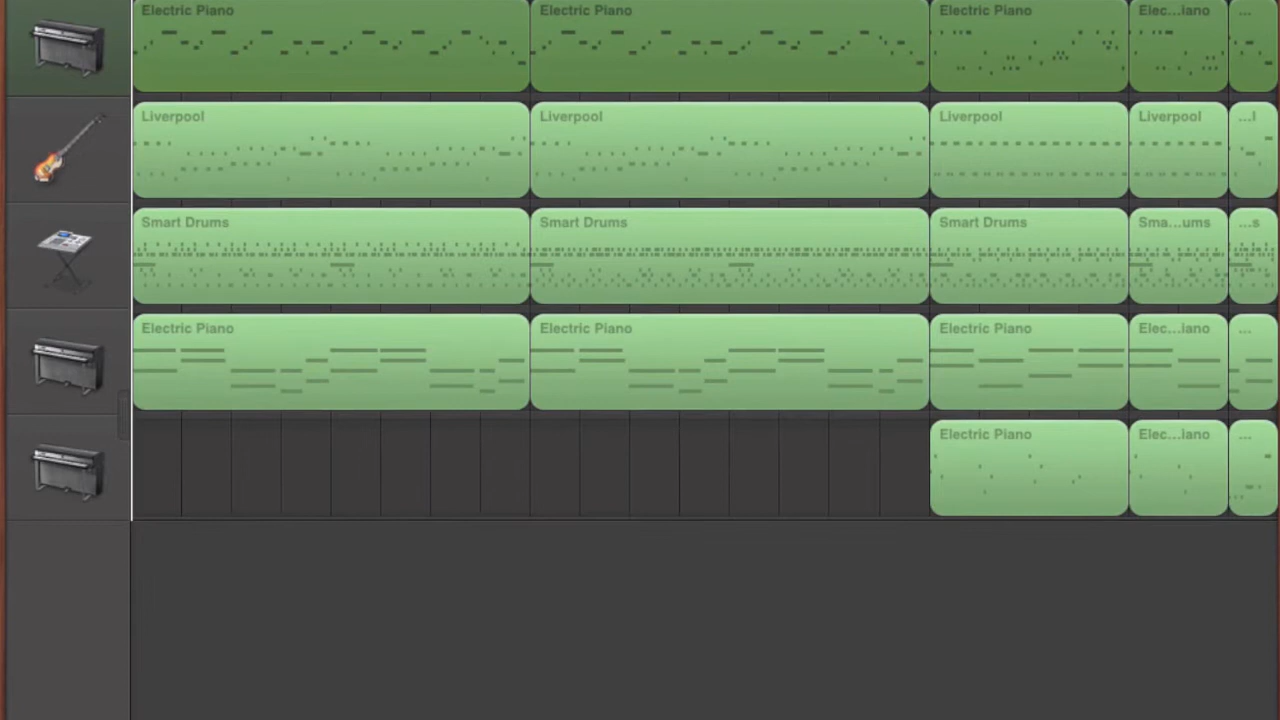 Electric Piano Electric Piano Electric Piano Elec...iano ...
Liverpool Liverpool Liverpool Liverpool ...l
Smart Drums Smart Drums Smart Drums Sma...ums ...s
Electric Piano Electric Piano Electric Piano Elec...iano ...
Electric Piano Elec...iano ...